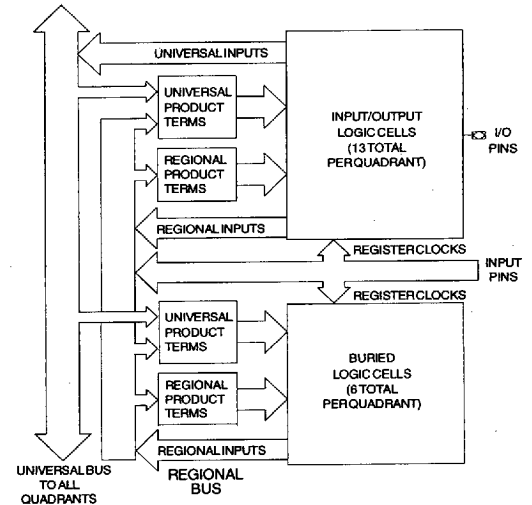 UNIVERSAL INPUTS
UNIVERSAL
PRODUCT
TERMS
REGIONAL
PRODUCT
TERMS
REGIONAL INPUTS
INPUT/OUTPUT
LOGIC CELLS
(13 TOTAL
PER QUADRANT)
I/O
PINS
REGISTER CLOCKS
INPUT
PINS
REGISTER CLOCKS
UNIVERSAL
PRODUCT
TERMS
REGIONAL
PRODUCT
TERMS
BURIED
LOGIC CELLS
(6 TOTAL
PER QUADRANT)
REGIONAL INPUTS
UNIVERSAL BUS
TO ALL
QUADRANTS
REGIONAL
BUS